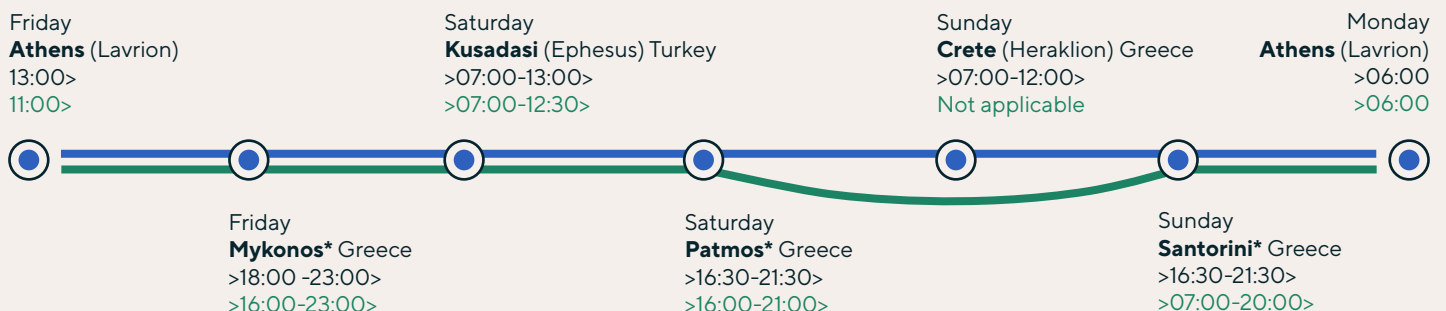 Friday
Athens (Lavrion)
13:00>
11:00>
Saturday
Kusadasi (Ephesus) Turkey
>07:00-13:00>
>07:00-12:30>
Sunday
Crete (Heraklion) Greece
>07:00-12:00>
Not applicable
Monday
Athens (Lavrion)
>06:00
>06:00
Friday
Mykonos* Greece
>18:00 -23:00>
>16:00-23:00>
Saturday
Patmos* Greece
>16:30-21:30>
>16:00-21:00>
Sunday
Santorini* Greece
>16:30-21:30>
>07:00-20:00>